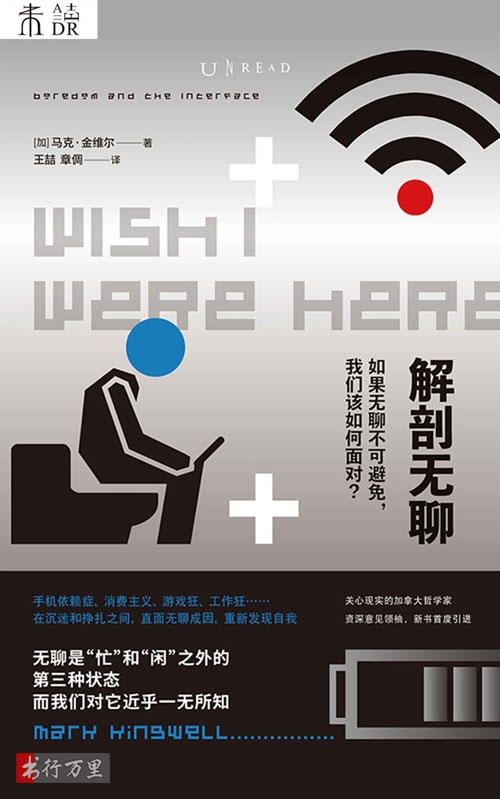 未読
A三DR
UNREAD
boredom and the interface
[加] 马克·金维尔——著
王喆 章倜——译
WISH I
WERE HERE
解剖无聊
如果无聊不可避免,
我们该如何面对?
手机依赖症、消费主义、游戏狂、工作狂……
在沉迷和挣扎之间,直面无聊成因,重新发现自我
关心现实的加拿大哲学家
资深意见领袖,新书首度引进
无聊是“忙”和“闲”之外的
第三种状态
而我们对它近乎一无所知
Mark Kingwell................
书行万里